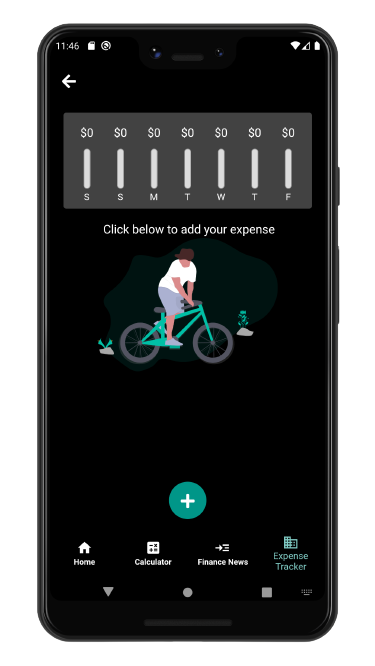 11:46
$0 $0 $0 $0 $0 $0 $0
S S M T W T F
Click below to add your expense
Home Calculator Finance News Expense
Tracker